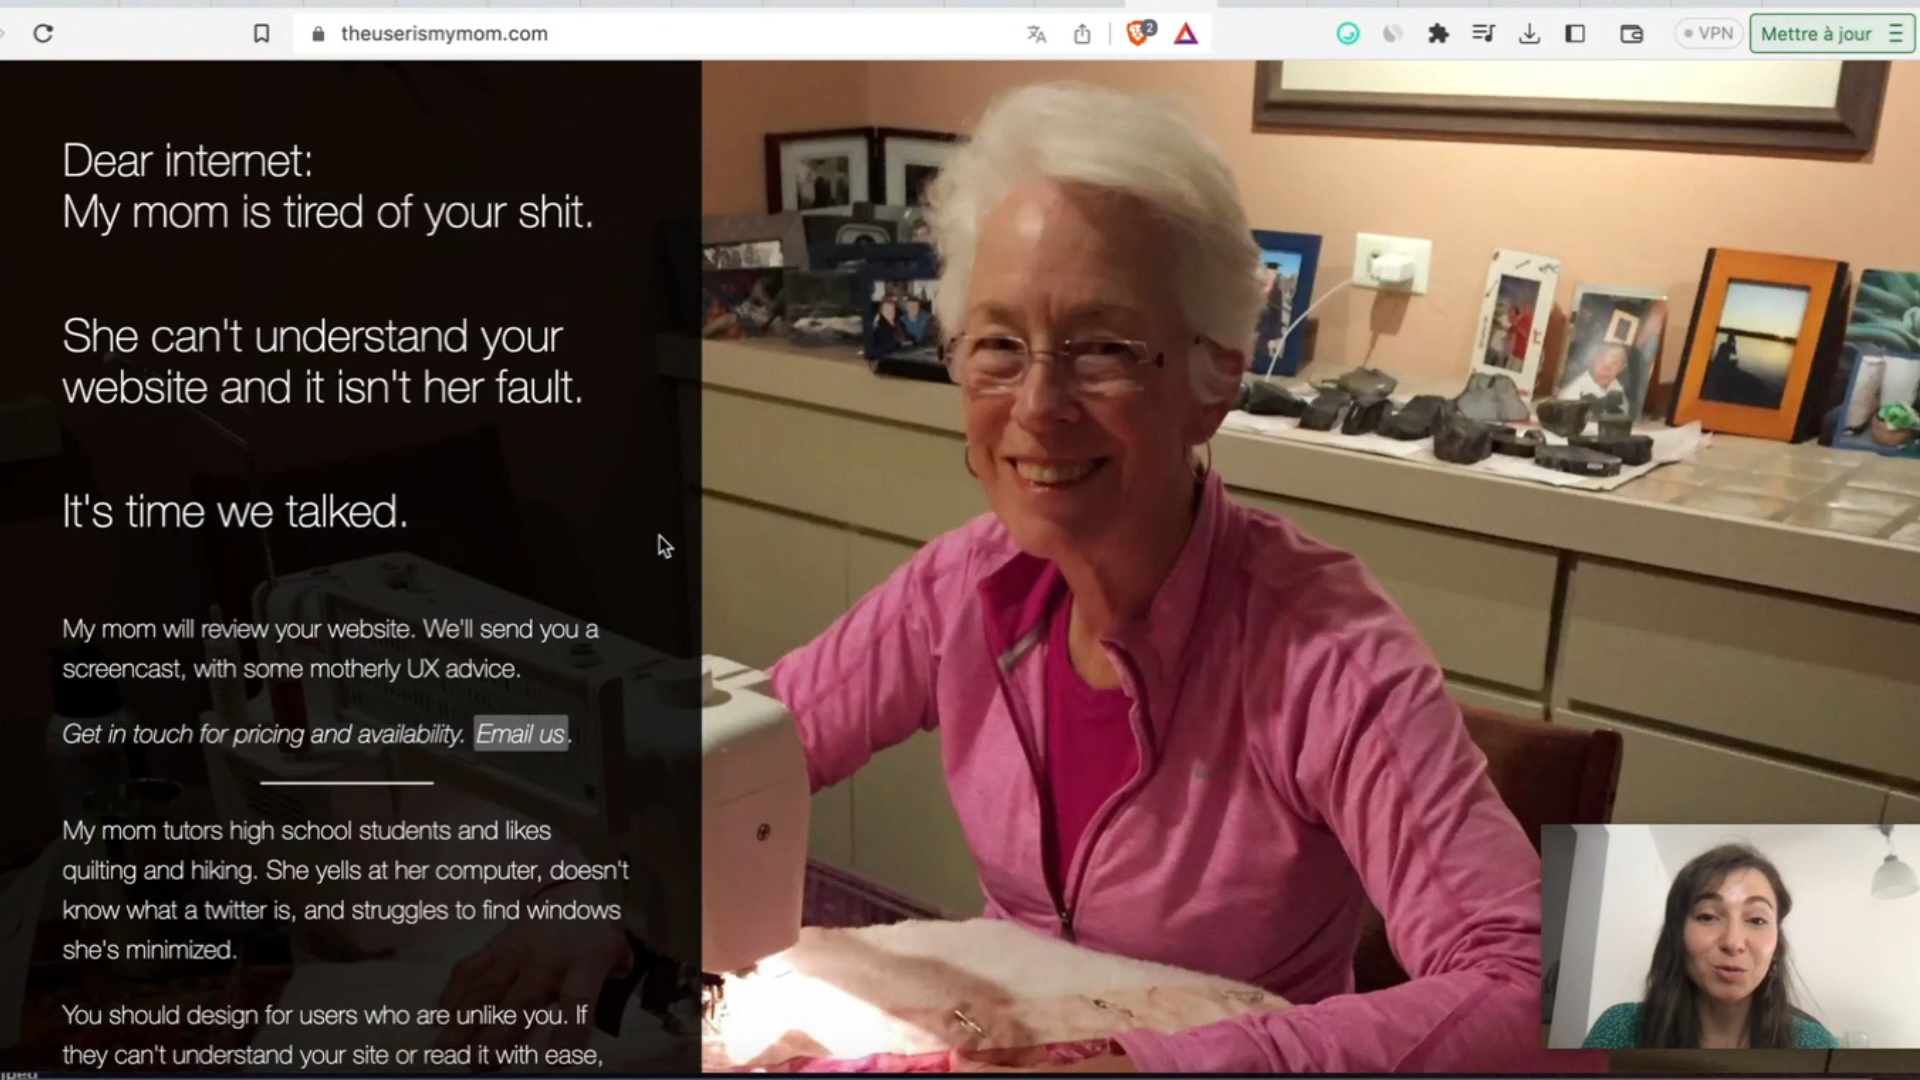 theuserismymom.com
2
VPN
Mettre à jour
Dear internet:
My mom is tired of your shit.
She can't understand your
website and it isn't her fault.
It's time we talked.
My mom will review your website. We'll send you a
screencast, with some motherly UX advice.
Get in touch for pricing and availability. Email us.
My mom tutors high school students and likes
quilting and hiking. She yells at her computer, doesn't
know what a twitter is, and struggles to find windows
she's minimized.
You should design for users who are unlike you. If
they can't understand your site or read it with ease,